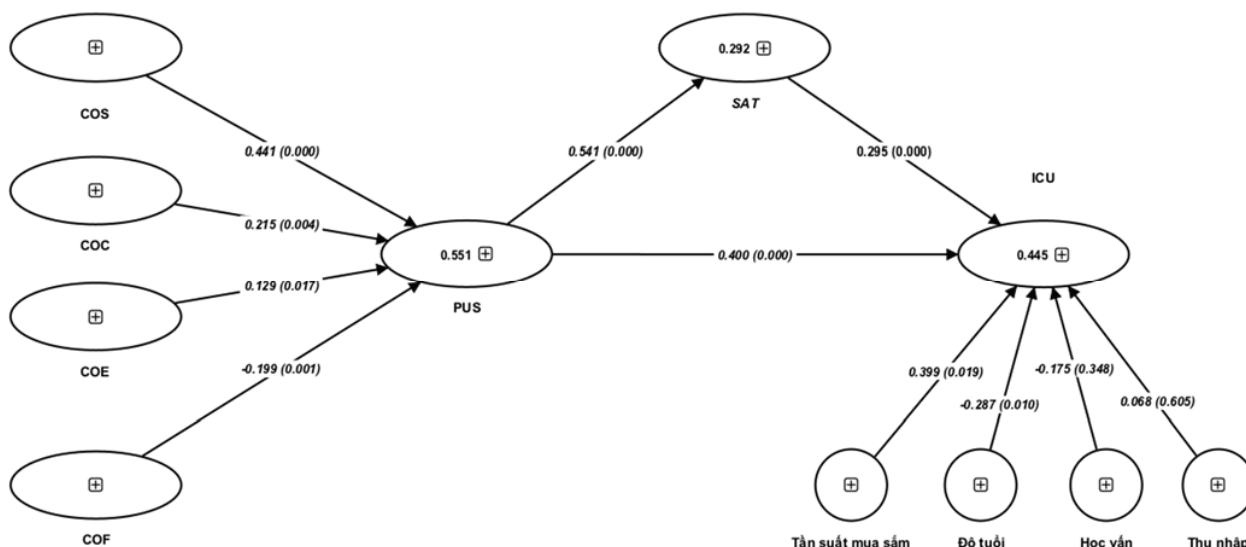 0.292
SAT
COS
0.441 (0.000)
0.541 (0.000)
0.295 (0.000)
ICU
COC
0.215 (0.004)
0.551
0.400 (0.000)
0.445
0.129 (0.017)
PUS
COE
-0.199 (0.001)
0.399 (0.019)
-0.175 (0.348)
-0.287 (0.010)
0.068 (0.605)
COF
Tần suất mua sắm
Độ tuổi
Học vấn
Thu nhập